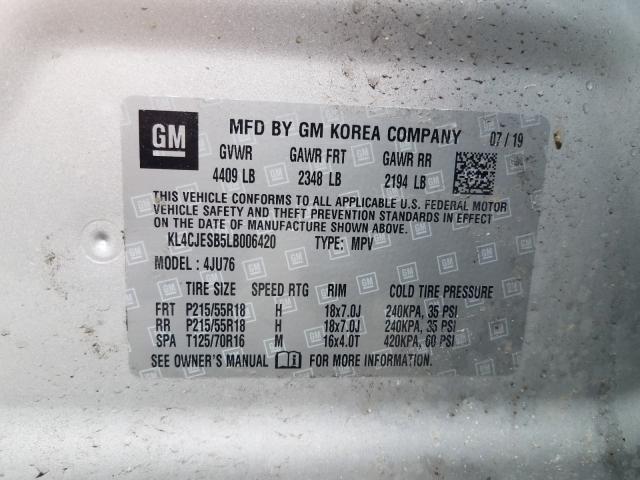 GM MFD BY GM KOREA COMPANY 07 / 19
GVWR GAWR FRT GAWR RR
4409 LB 2348 LB 2194 LB
THIS VEHICLE CONFORMS TO ALL APPLICABLE U.S. FEDERAL MOTOR
VEHICLE SAFETY AND THEFT PREVENTION STANDARDS IN EFFECT
ON THE DATE OF MANUFACTURE SHOWN ABOVE.
KL4CJESB5LB006420 TYPE: MPV
MODEL: 4JU76
TIRE SIZE SPEED RTG RIM COLD TIRE PRESSURE
FRT P215/55R18 H 18x7.0J 240KPA, 35 PSI
RR P215/55R18 H 18x7.0J 240KPA, 35 PSI
SPA T125/70R16 M 16x4.0T 420KPA, 60 PSI
SEE OWNER'S MANUAL FOR MORE INFORMATION